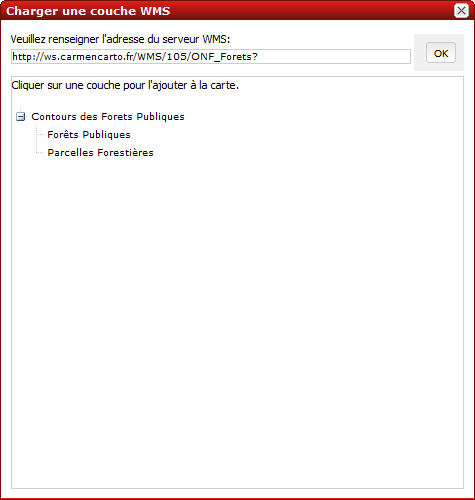 Charger une couche WMS
Veuillez renseigner l'adresse du serveur WMS:
http://ws.carmencarto.fr/WMS/105/ONF_Forets?
OK
Cliquer sur une couche pour l'ajouter à la carte.
Contours des Forets Publiques
Forêts Publiques
Parcelles Forestières